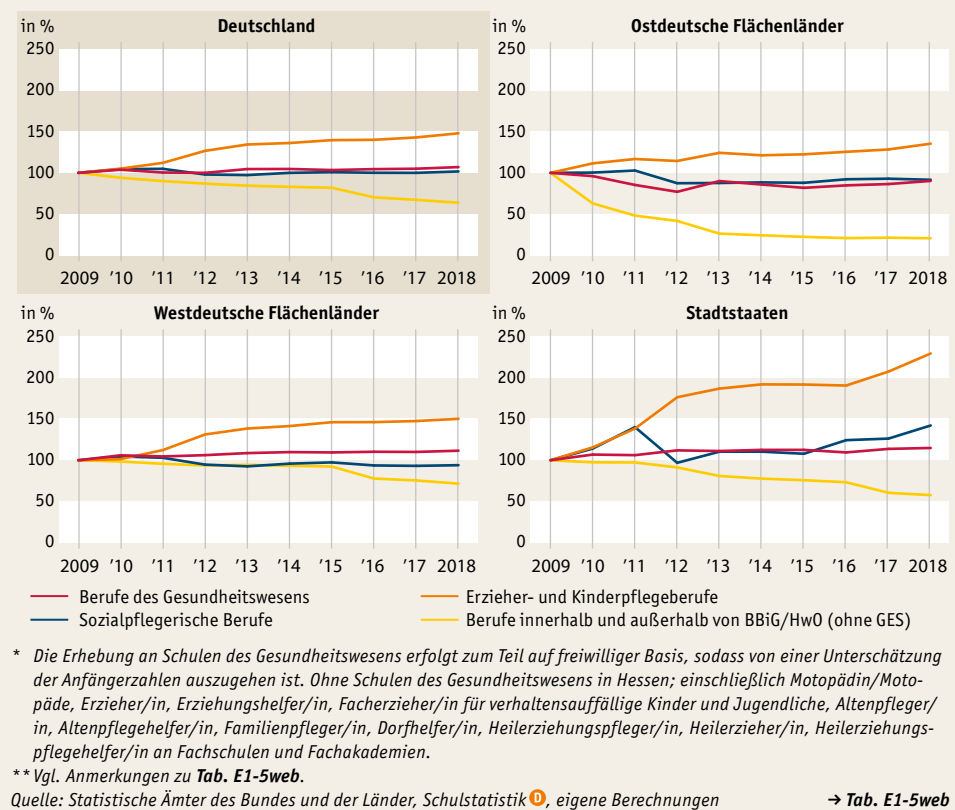 in %
Deutschland
250
200
150
100
50
0
2009 ’10 ’11 ’12 ’13 ’14 ’15 ’16 ’17 2018
in %
Ostdeutsche Flächenländer
250
200
150
100
50
0
2009 ’10 ’11 ’12 ’13 ’14 ’15 ’16 ’17 2018
in %
Westdeutsche Flächenländer
250
200
150
100
50
0
2009 ’10 ’11 ’12 ’13 ’14 ’15 ’16 ’17 2018
in %
Stadtstaaten
250
200
150
100
50
0
2009 ’10 ’11 ’12 ’13 ’14 ’15 ’16 ’17 2018
Berufe des Gesundheitswesens
Erzieher- und Kinderpflegeberufe
Sozialpflegerische Berufe
Berufe innerhalb und außerhalb von BBiG/HwO (ohne GES)
* Die Erhebung an Schulen des Gesundheitswesens erfolgt zum Teil auf freiwilliger Basis, sodass von einer Unterschätzung
der Anfängerzahlen auszugehen ist. Ohne Schulen des Gesundheitswesens in Hessen; einschließlich Motopädin/Moto-
päde, Erzieher/in, Erziehungshelfer/in, Facherzieher/in für verhaltensauffällige Kinder und Jugendliche, Altenpfleger/
in, Altenpflegehelfer/in, Familienpfleger/in, Dorfhelfer/in, Heilerziehungspfleger/in, Heilerzieher/in, Heilerziehungs-
pflegehelfer/in an Fachschulen und Fachakademien.
** Vgl. Anmerkungen zu Tab. E1-5web.
Quelle: Statistische Ämter des Bundes und der Länder, Schulstatistik D, eigene Berechnungen
→ Tab. E1-5web